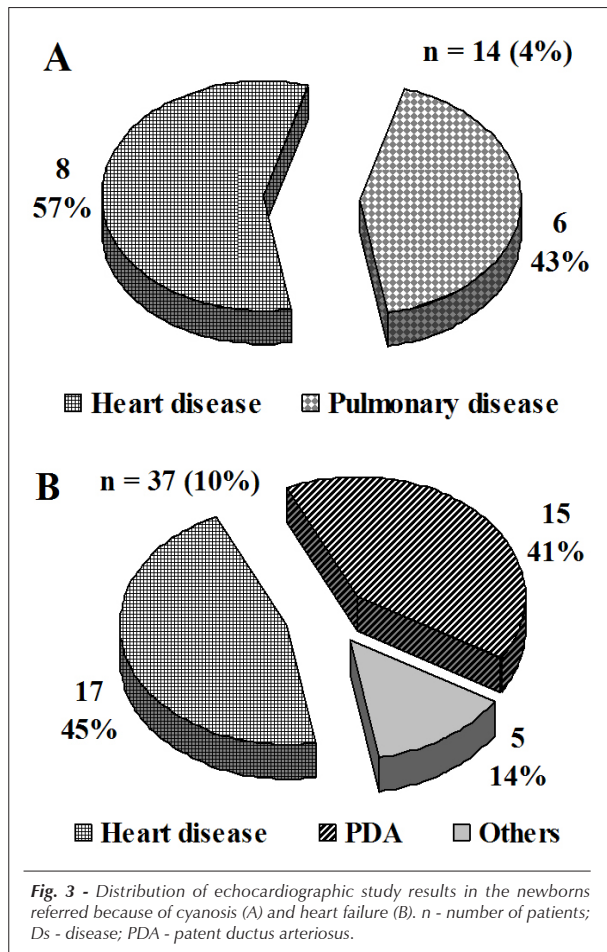 A
n = 14 (4%)
8
57%
6
43%
Heart disease
Pulmonary disease
B
n = 37 (10%)
15
41%
17
45%
5
14%
Heart disease
PDA
Others
Fig. 3 - Distribution of echocardiographic study results in the newborns
referred because of cyanosis (A) and heart failure (B). n - number of patients;
Ds - disease; PDA - patent ductus arteriosus.